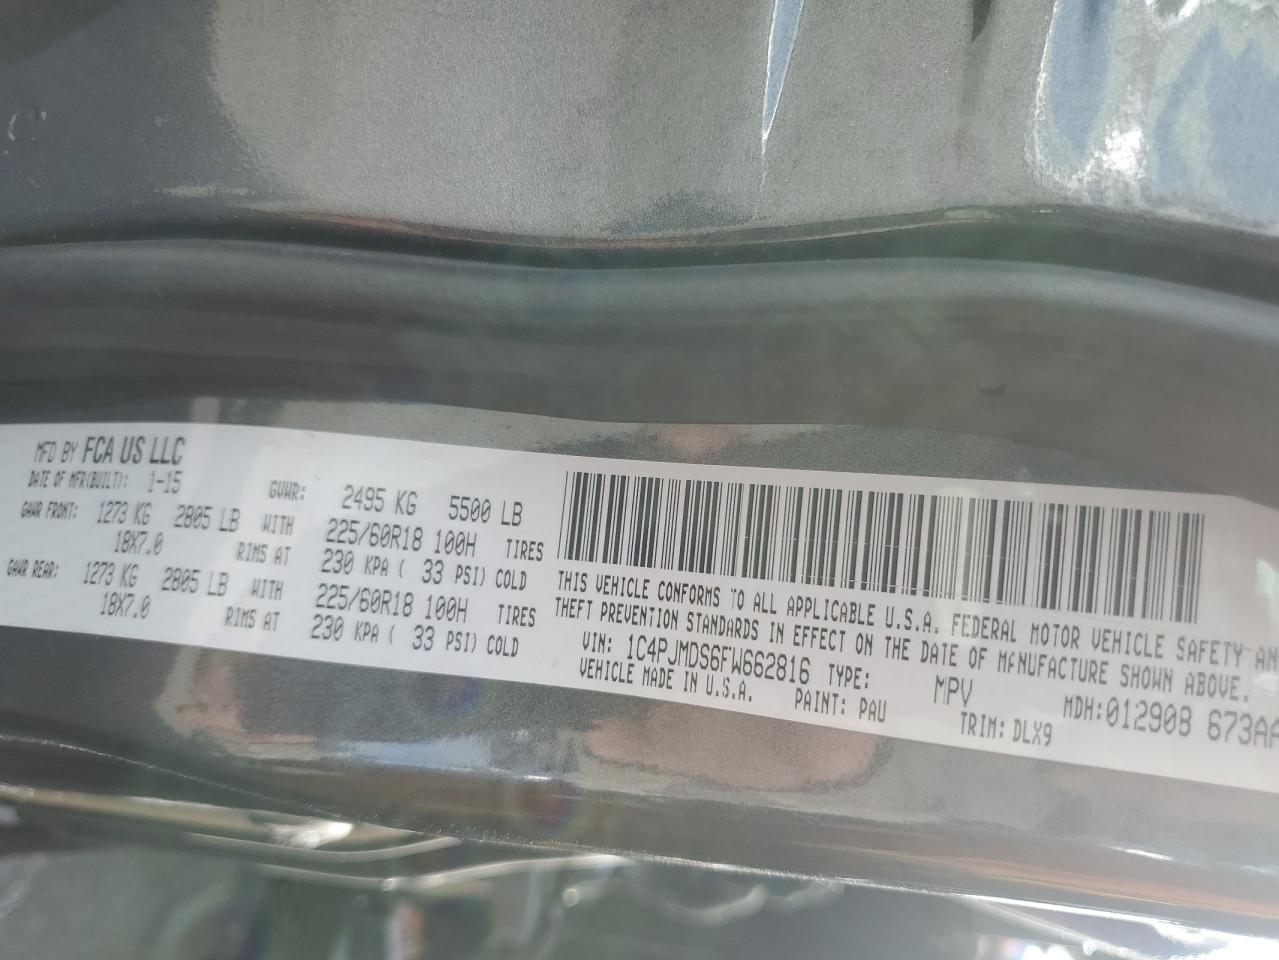 MFD BY FCA US LLC
DATE OF MFR(BUILT): 1-15 GVWR: 2495 KG 5500 LB
GAWR FRONT: 1273 KG 2805 LB WITH 225/60R18 100H TIRES
18X7.0 RIMS AT 230 KPA ( 33 PSI) COLD
GAWR REAR: 1273 KG 2805 LB WITH 225/60R18 100H TIRES
18X7.0 RIMS AT 230 KPA ( 33 PSI) COLD
THIS VEHICLE CONFORMS TO ALL APPLICABLE U.S.A. FEDERAL MOTOR VEHICLE SAFETY AN
THEFT PREVENTION STANDARDS IN EFFECT ON THE DATE OF MANUFACTURE SHOWN ABOVE.
VIN: 1C4PJMDS6FW662816 TYPE: MPV MDH:012908 673AA
VEHICLE MADE IN U.S.A. PAINT: PAU TRIM: DLX9